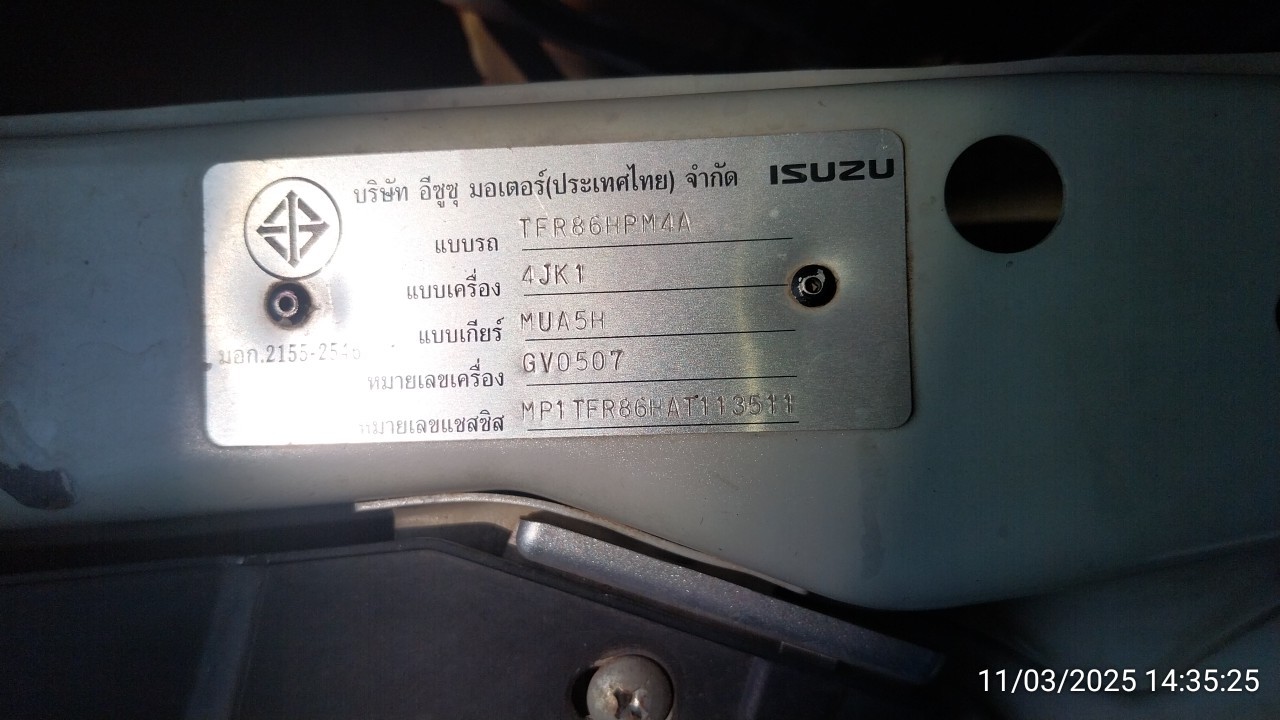 บริษัท อีซูซุ มอเตอร์(ประเทศไทย) จำกัด ISUZU
แบบรถ TFR86HPM4A
แบบเครื่อง 4JK1
แบบเกียร์ MUA5H
มอก.2155-2546
หมายเลขเครื่อง GV0507
หมายเลขแชสซิส MP1TFR86HAT113511
11/03/2025 14:35:25